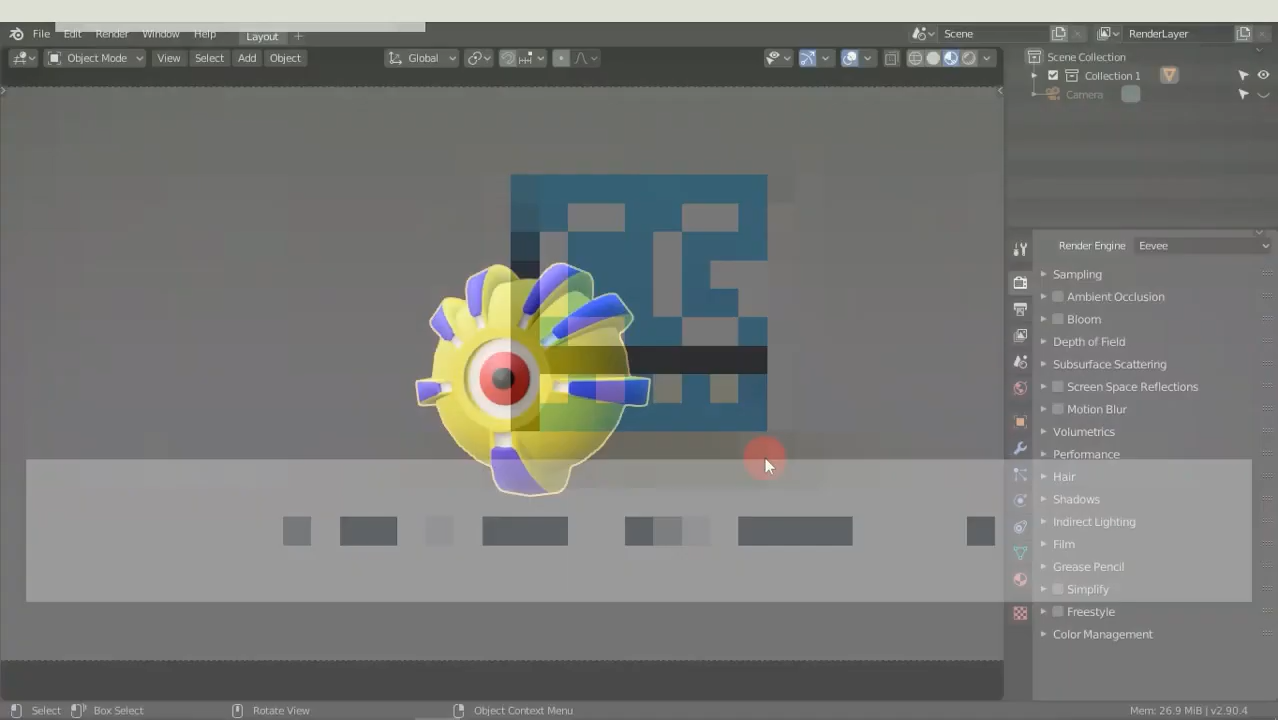 File Edit Render Window Help Layout + Scene RenderLayer
Object Mode View Select Add Object Global
Scene Collection
Collection 1
Camera
Render Engine Eevee
Sampling
Ambient Occlusion
Bloom
Depth of Field
Subsurface Scattering
Screen Space Reflections
Motion Blur
Volumetrics
Performance
Hair
Shadows
Indirect Lighting
Film
Grease Pencil
Simplify
Freestyle
Color Management
Select Box Select Rotate View Object Context Menu Mem: 26.9 MiB | v2.90.4